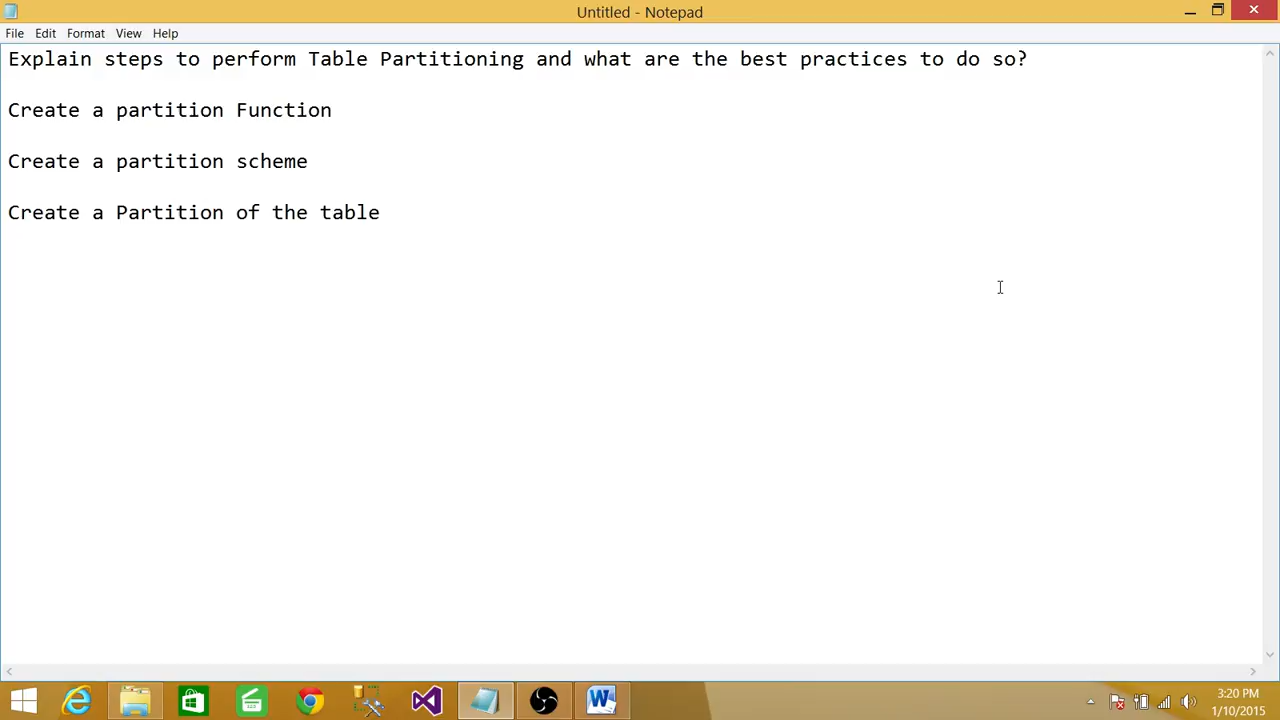 Untitled - Notepad
File Edit Format View Help
Explain steps to perform Table Partitioning and what are the best practices to do so?
Create a partition Function
Create a partition scheme
Create a Partition of the table
3:20 PM
1/10/2015